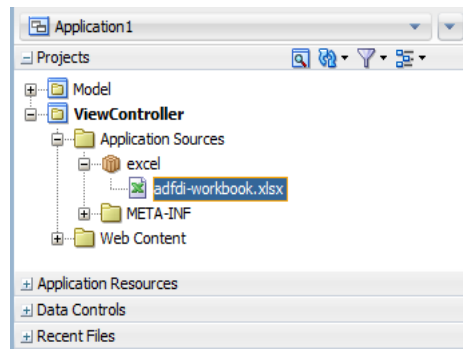 Application1
Projects
Model
ViewController
Application Sources
excel
adfdi-workbook.xlsx
META-INF
Web Content
Application Resources
Data Controls
Recent Files